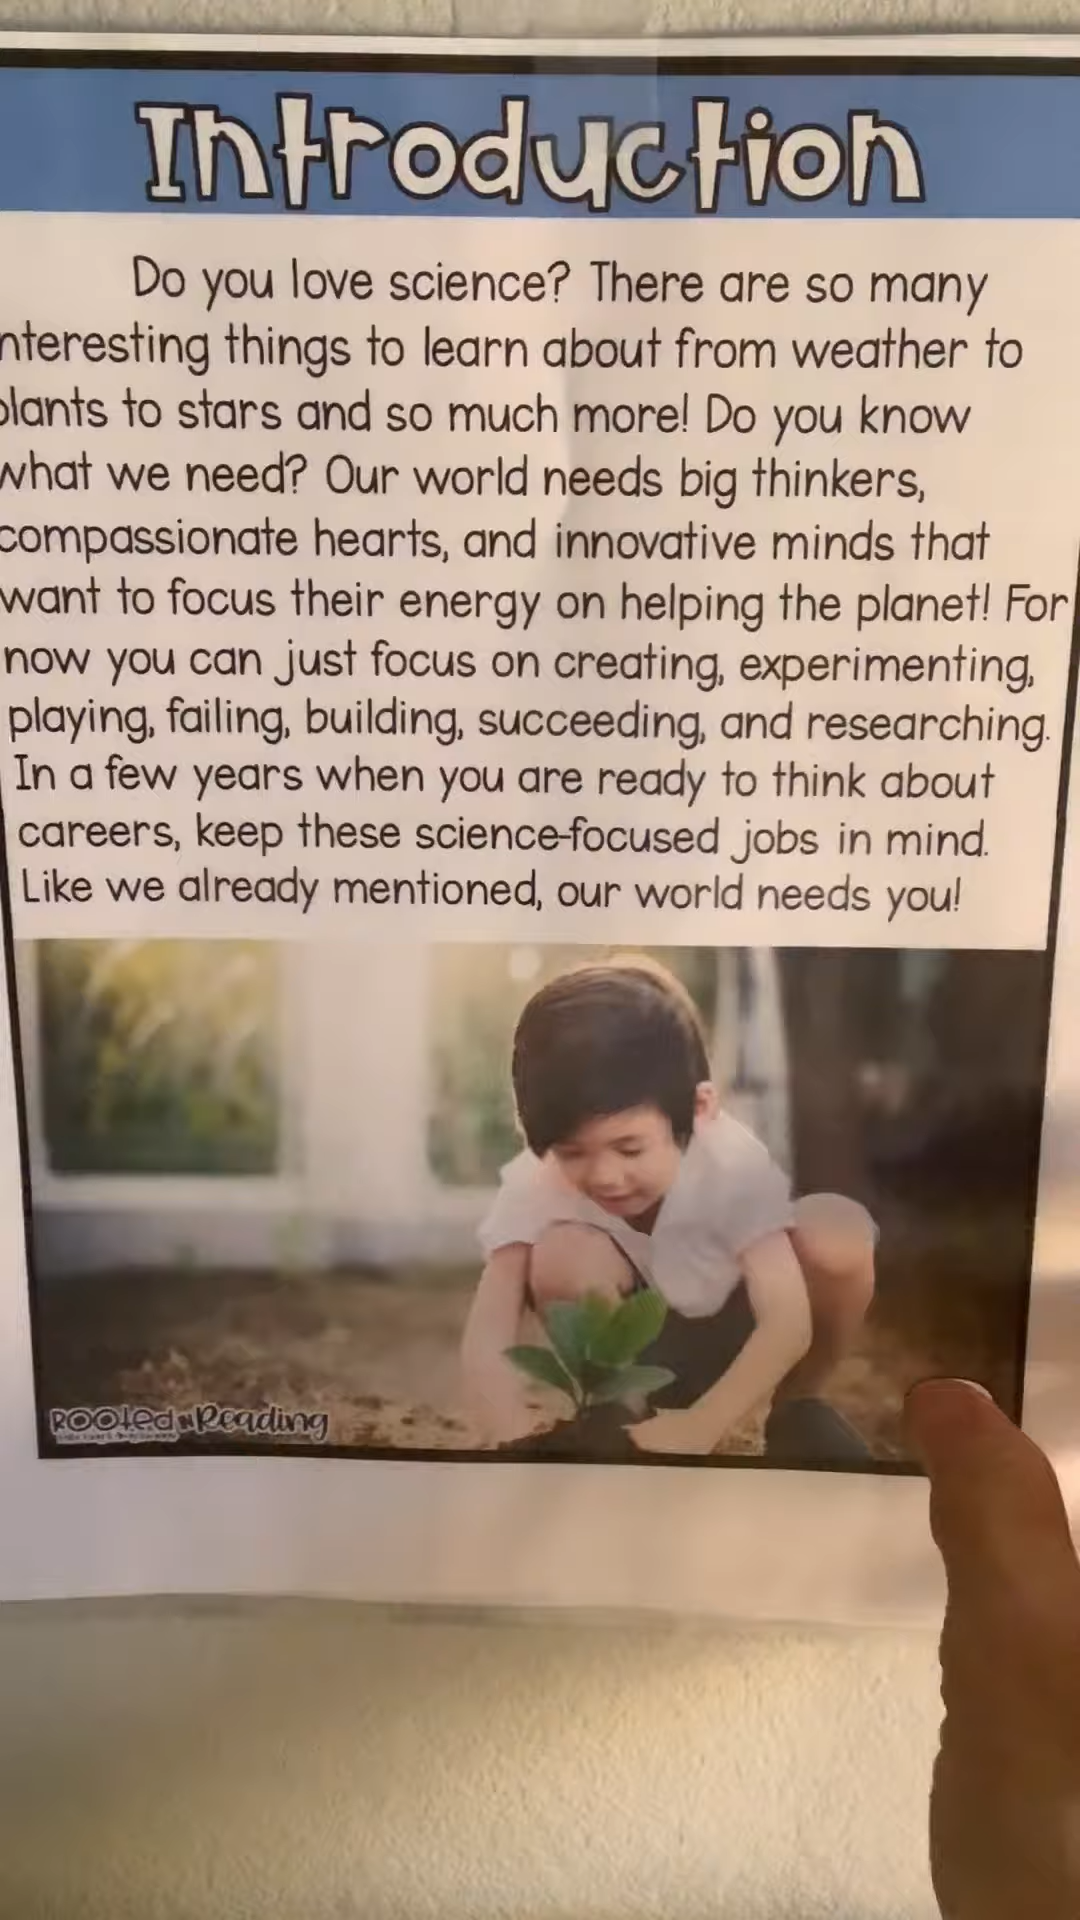 Introduction
Do you love science? There are so many
nteresting things to learn about from weather to
plants to stars and so much more! Do you know
what we need? Our world needs big thinkers,
compassionate hearts, and innovative minds that
want to focus their energy on helping the planet! For
now you can just focus on creating, experimenting,
playing, failing, building, succeeding, and researching.
In a few years when you are ready to think about
careers, keep these science-focused jobs in mind.
Like we already mentioned, our world needs you!
Rooted N Reading